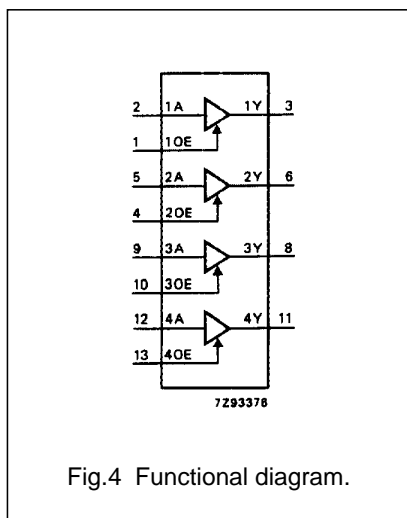 2 1A 1Y 3
1 1OE
5 2A 2Y 6
4 2OE
9 3A 3Y 8
10 3OE
12 4A 4Y 11
13 4OE
7Z93376
Fig.4 Functional diagram.